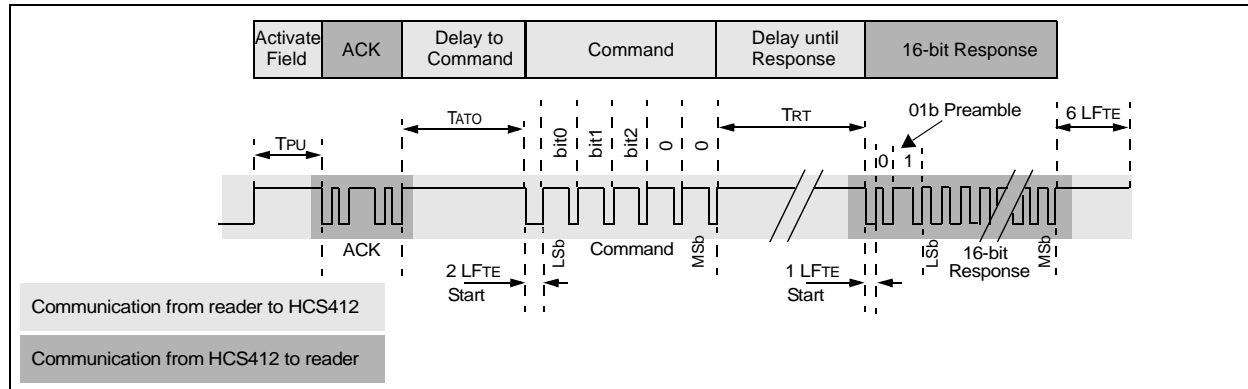 Activate
Field
ACK
Delay to
Command
Command
Delay until
Response
16-bit Response
TPU
TATO
bit0
bit1
bit2
0
0
TRT
01b Preamble
0
1
6 LFTE
ACK
LSb
Command
MSb
LSb
16-bit
Response
MSb
2 LFTE
Start
1 LFTE
Start
Communication from reader to HCS412
Communication from HCS412 to reader